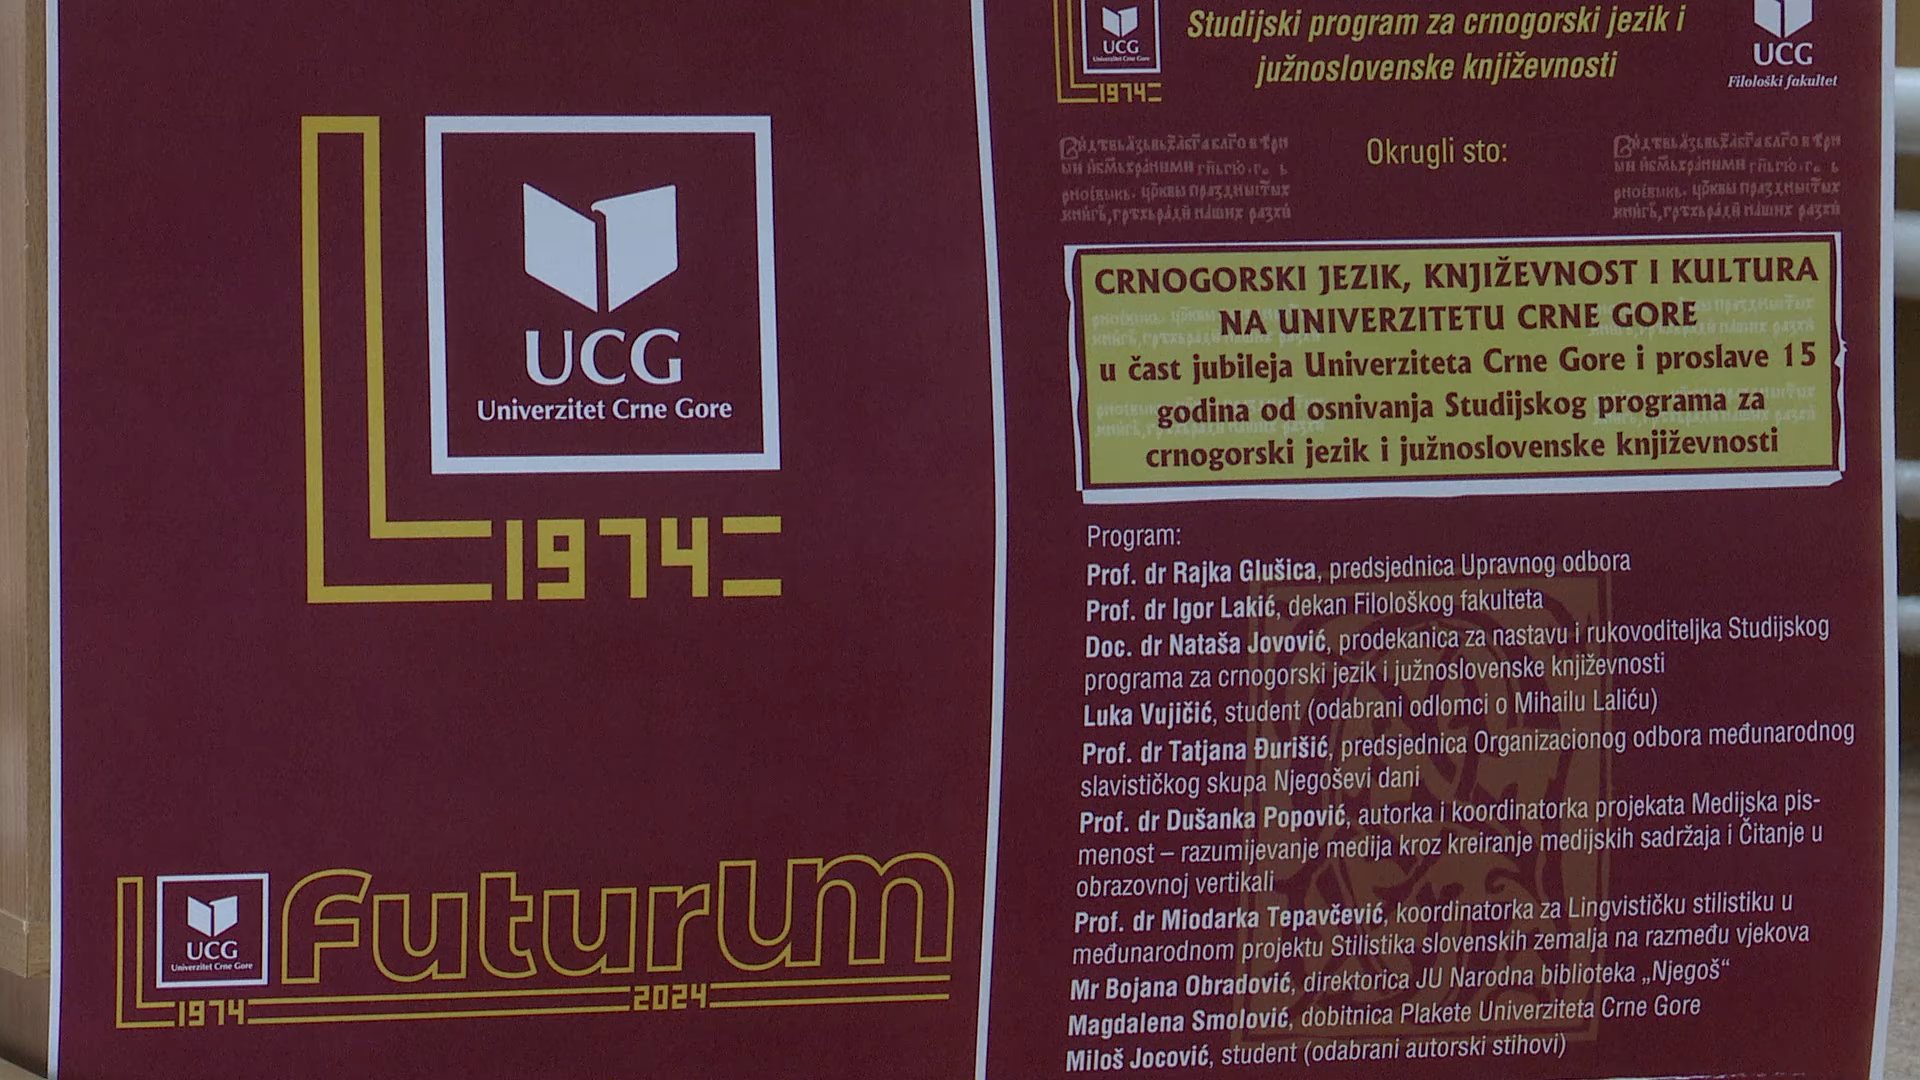 UCG
Univerzitet Crne Gore
1974
UCG
Univerzitet Crne Gore
Futurum
1974
2024
UCG
Univerzitet Crne Gore
1974
Studijski program za crnogorski jezik i
južnoslovenske književnosti
UCG
Filološki fakultet
Okrugli sto:
CRNOGORSKI JEZIK, KNJIŽEVNOST I KULTURA
NA UNIVERZITETU CRNE GORE
u čast jubileja Univerziteta Crne Gore i proslave 15
godina od osnivanja Studijskog programa za
crnogorski jezik i južnoslovenske književnosti
Program:
Prof. dr Rajka Glušica, predsjednica Upravnog odbora
Prof. dr Igor Lakić, dekan Filološkog fakulteta
Doc. dr Nataša Jovović, prodekanica za nastavu i rukovoditeljka Studijskog
programa za crnogorski jezik i južnoslovenske književnosti
Luka Vujičić, student (odabrani odlomci o Mihailu Laliću)
Prof. dr Tatjana Đurišić, predsjednica Organizacionog odbora međunarodnog
slavističkog skupa Njegoševi dani
Prof. dr Dušanka Popović, autorka i koordinatorka projekata Medijska pis-
menost – razumijevanje medija kroz kreiranje medijskih sadržaja i Čitanje u
obrazovnoj vertikali
Prof. dr Miodarka Tepavčević, koordinatorka za Lingvističku stilistiku u
međunarodnom projektu Stilistika slovenskih zemalja na razmeđu vjekova
Mr Bojana Obradović, direktorica JU Narodna biblioteka „Njegoš“
Magdalena Smolović, dobitnica Plakete Univerziteta Crne Gore
Miloš Jocović, student (odabrani autorski stihovi)